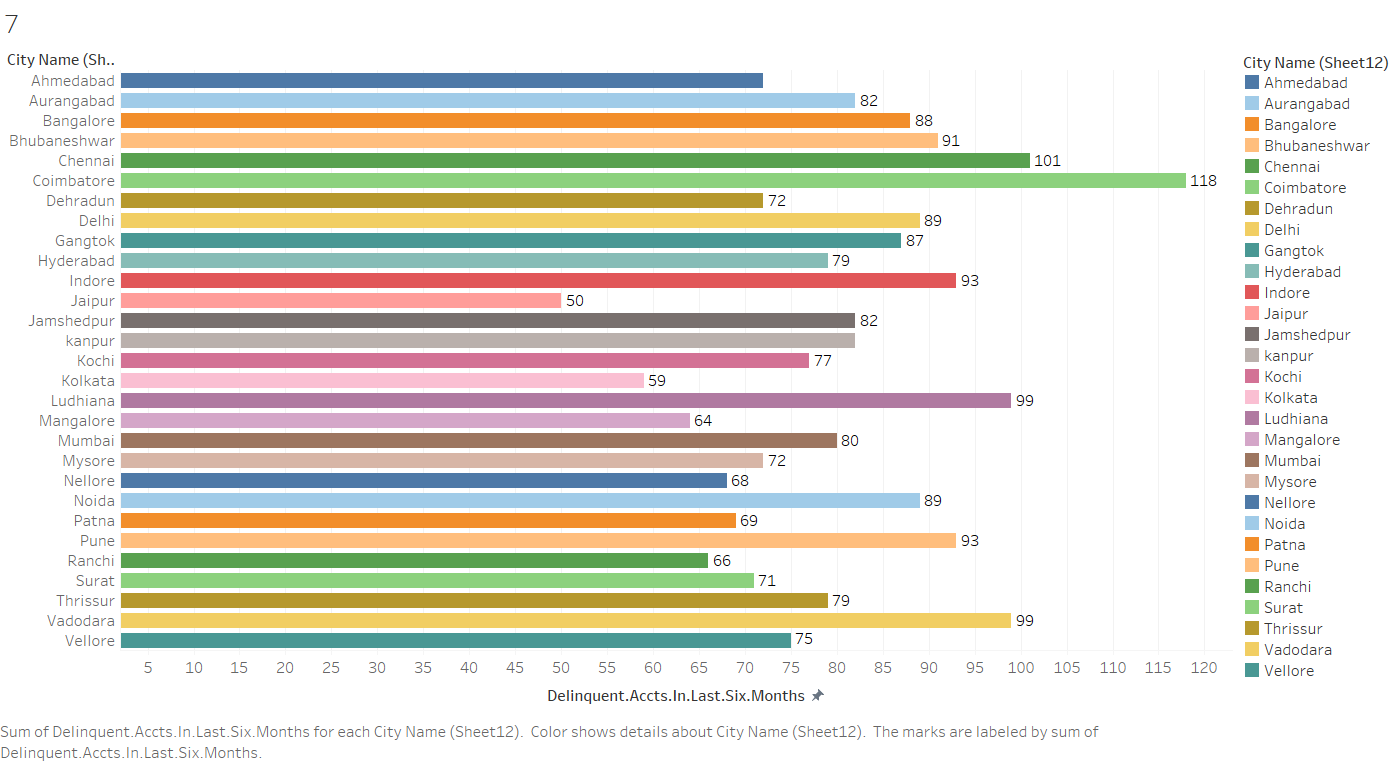 7
City Name (Sh..
Ahmedabad
Aurangabad 82
Bangalore 88
Bhubaneshwar 91
Chennai 101
Coimbatore 118
Dehradun 72
Delhi 89
Gangtok 87
Hyderabad 79
Indore 93
Jaipur 50
Jamshedpur 82
kanpur
Kochi 77
Kolkata 59
Ludhiana 99
Mangalore 64
Mumbai 80
Mysore 72
Nellore 68
Noida 89
Patna 69
Pune 93
Ranchi 66
Surat 71
Thrissur 79
Vadodara 99
Vellore 75
5 10 15 20 25 30 35 40 45 50 55 60 65 70 75 80 85 90 95 100 105 110 115 120
Delinquent.Accts.In.Last.Six.Months
City Name (Sheet12)
Ahmedabad
Aurangabad
Bangalore
Bhubaneshwar
Chennai
Coimbatore
Dehradun
Delhi
Gangtok
Hyderabad
Indore
Jaipur
Jamshedpur
kanpur
Kochi
Kolkata
Ludhiana
Mangalore
Mumbai
Mysore
Nellore
Noida
Patna
Pune
Ranchi
Surat
Thrissur
Vadodara
Vellore
Sum of Delinquent.Accts.In.Last.Six.Months for each City Name (Sheet12).  Color shows details about City Name (Sheet12).  The marks are labeled by sum of
Delinquent.Accts.In.Last.Six.Months.